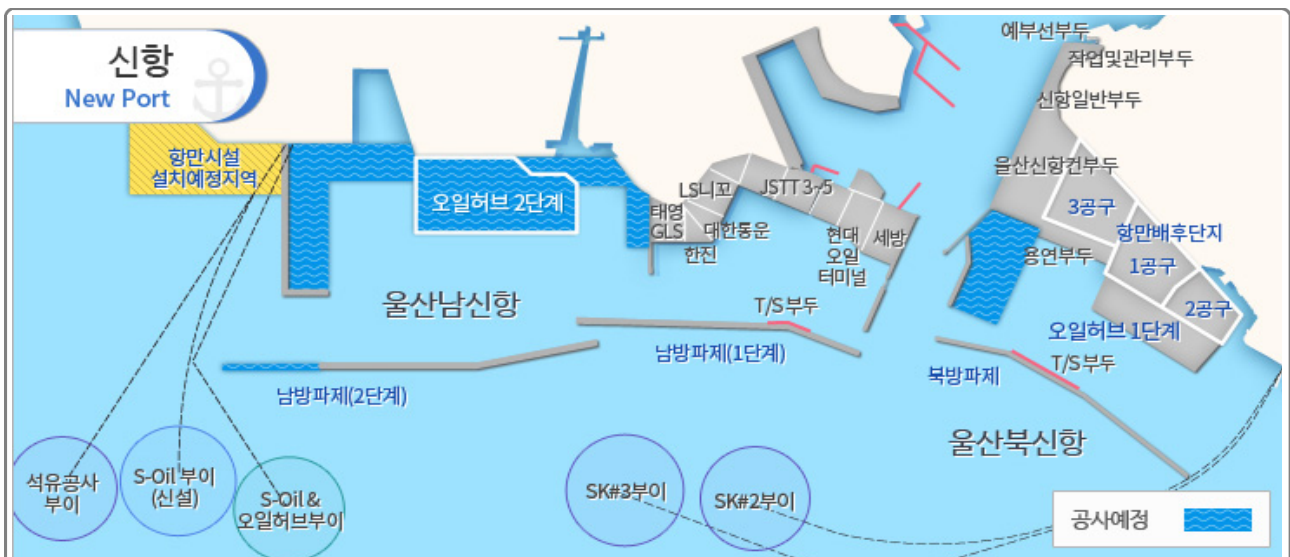 신항
New Port
예부선부두
작업및관리부두
신항일반부두
항만시설
설치예정지역
울산신항컨부두
오일허브 2단계
LS니꼬
JSTT 3~5
태영
GLS
대한통운
한진
현대
오일
터미널
세방
3공구
항만배후단지
용연부두
1공구
2공구
울산남신항
T/S부두
오일허브 1단계
남방파제(1단계)
T/S부두
북방파제
남방파제(2단계)
울산북신항
석유공사
부이
S-Oil 부이
(신설)
S-Oil &
오일허브부이
SK#3부이
SK#2부이
공사예정